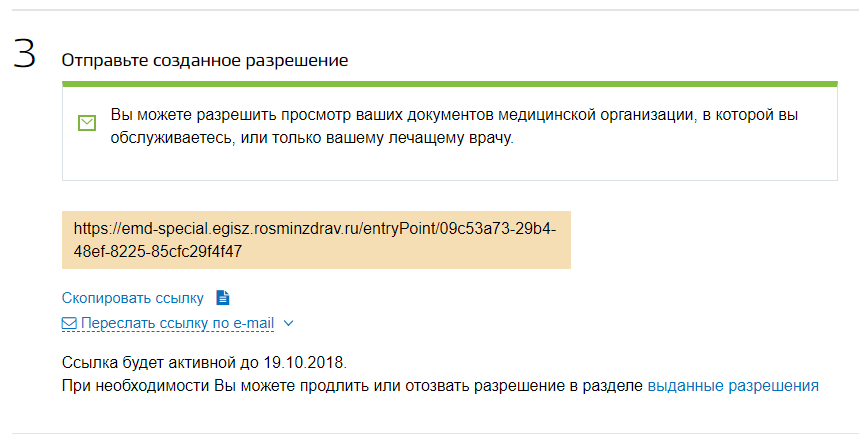 3
Отправьте созданное разрешение
Вы можете разрешить просмотр ваших документов медицинской организации, в которой вы
обслуживаетесь, или только вашему лечащему врачу.
https://emd-special.egisz.rosminzdrav.ru/entryPoint/09c53a73-29b4-
48ef-8225-85cfc29f4f47
Скопировать ссылку
Переслать ссылку по e-mail
Ссылка будет активной до 19.10.2018.
При необходимости Вы можете продлить или отозвать разрешение в разделе выданные разрешения